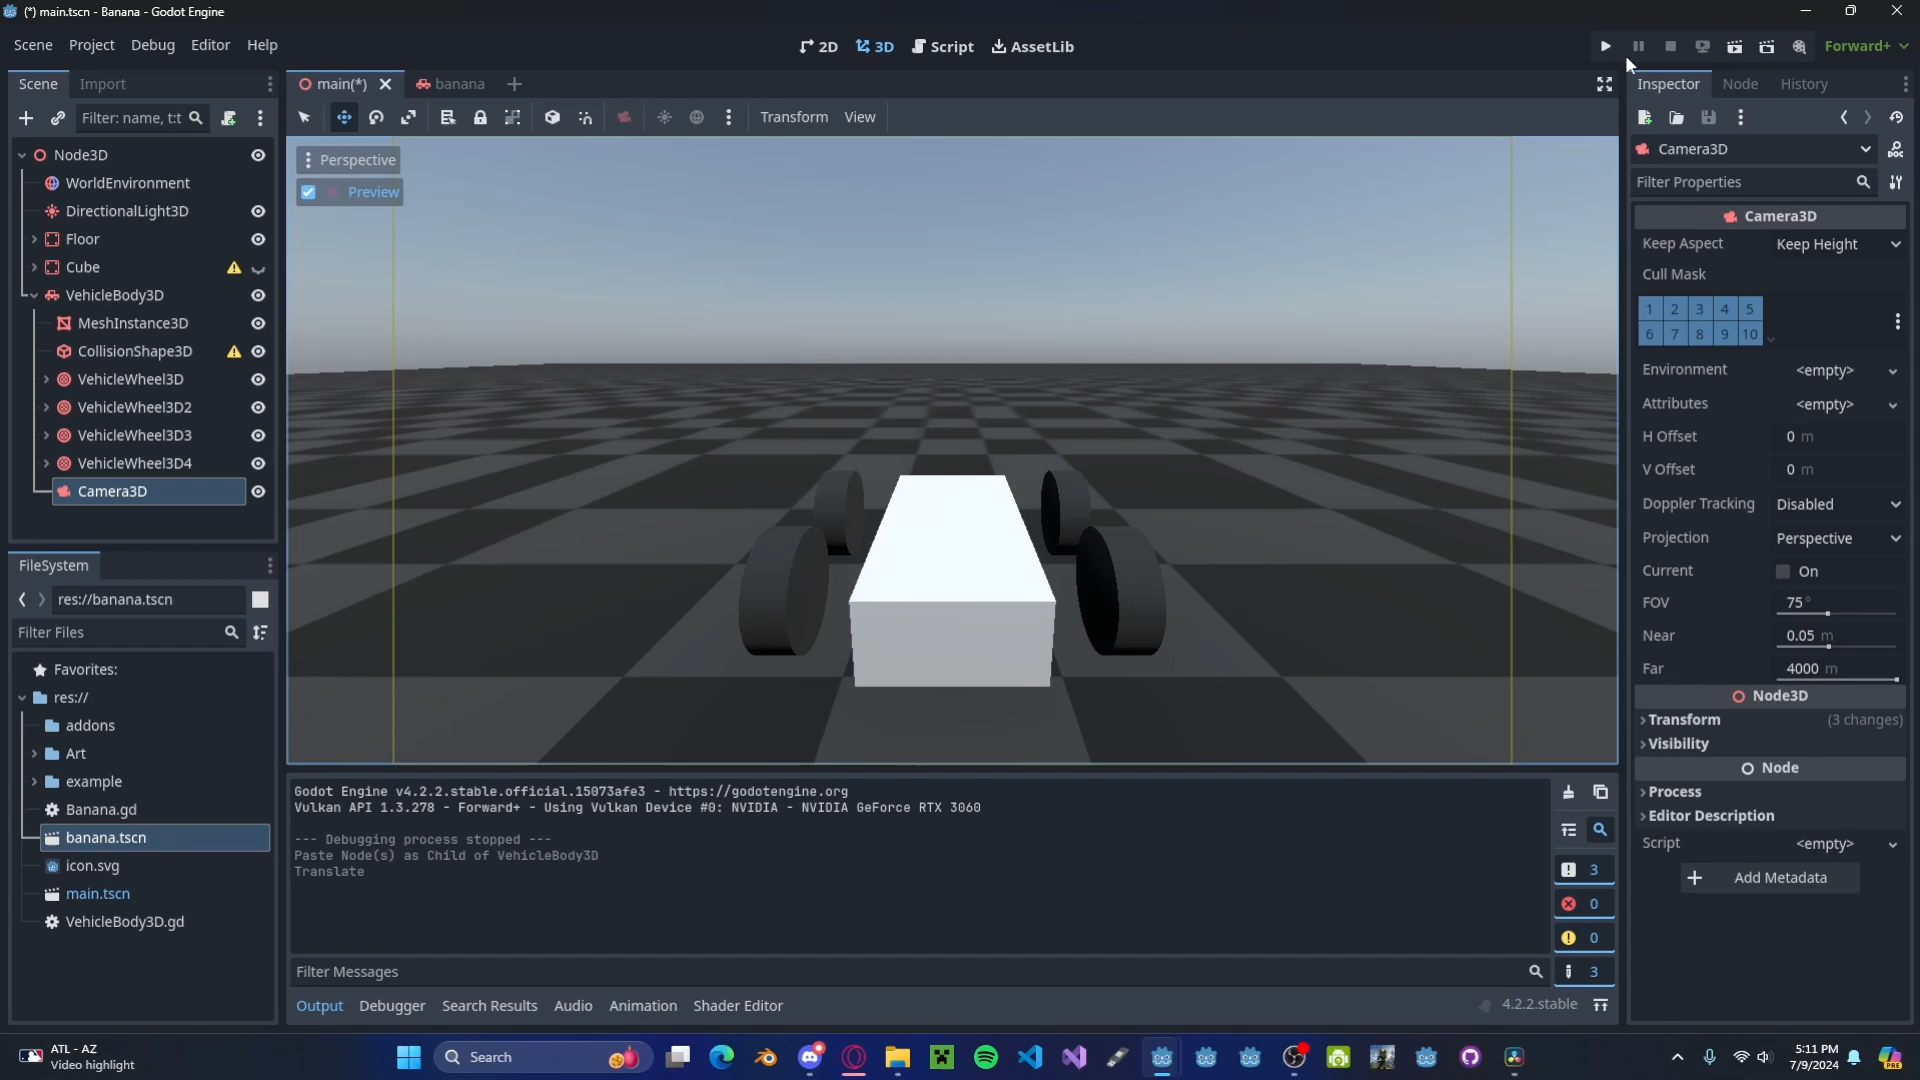 (*) main.tscn - Banana - Godot Engine
Scene Project Debug Editor Help
2D 3D Script AssetLib
Forward+
Scene Import
main(*) banana
Inspector Node History
Filter: name, t:t
Transform View
Camera3D
Filter Properties
Node3D
WorldEnvironment
DirectionalLight3D
Floor
Cube
VehicleBody3D
MeshInstance3D
CollisionShape3D
VehicleWheel3D
VehicleWheel3D2
VehicleWheel3D3
VehicleWheel3D4
Camera3D
Perspective
Preview
Camera3D
Keep Aspect Keep Height
Cull Mask
1 2 3 4 5
6 7 8 9 10
Environment <empty>
Attributes <empty>
H Offset 0 m
V Offset 0 m
Doppler Tracking Disabled
Projection Perspective
Current On
FOV 75 °
Near 0.05 m
Far 4000 m
Node3D
Transform (3 changes)
Visibility
Node
Process
Editor Description
Script <empty>
Add Metadata
FileSystem
res://banana.tscn
Filter Files
Favorites:
res://
addons
Art
example
Banana.gd
banana.tscn
icon.svg
main.tscn
VehicleBody3D.gd
Godot Engine v4.2.2.stable.official.15073afe3 - https://godotengine.org
Vulkan API 1.3.278 - Forward+ - Using Vulkan Device #0: NVIDIA - NVIDIA GeForce RTX 3060
--- Debugging process stopped ---
Paste Node(s) as Child of VehicleBody3D
Translate
3
0
0
3
Filter Messages
Output Debugger Search Results Audio Animation Shader Editor
4.2.2.stable
ATL - AZ
Video highlight
Search
5:11 PM
7/9/2024
PRE